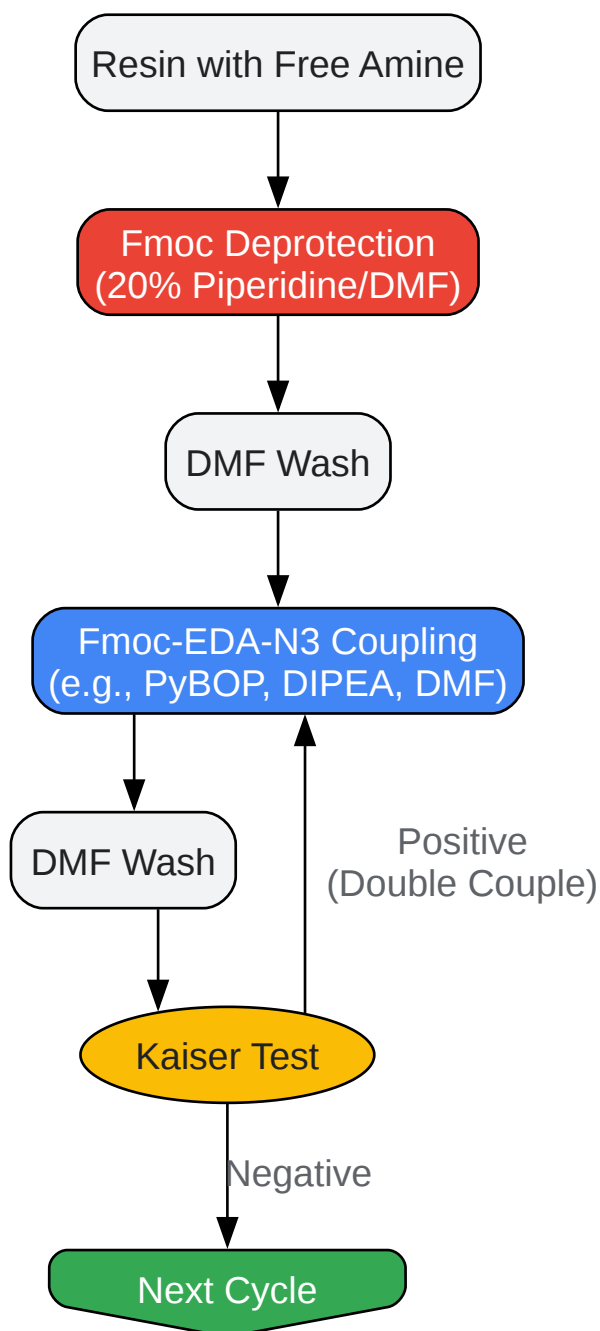 Resin with Free Amine
Fmoc Deprotection
(20% Piperidine/DMF)
DMF Wash
Fmoc-EDA-N3 Coupling
(e.g., PyBOP, DIPEA, DMF)
DMF Wash
Positive
(Double Couple)
Kaiser Test
Negative
Next Cycle